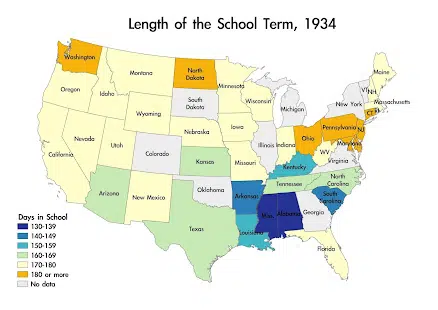 Length of the School Term, 1934
Washington
Oregon
California
Idaho
Nevada
Montana
Wyoming
Utah
Arizona
Colorado
New Mexico
North
Dakota
South
Dakota
Nebraska
Kansas
Oklahoma
Texas
Minnesota
Iowa
Missouri
Arkansas
Louisiana
Wisconsin
Illinois
Michigan
Indiana
Ohio
Kentucky
Tennessee
Miss.
Alabama
Georgia
Florida
South
Carolina
North
Carolina
Virginia
WV
Maryland
Pennsylvania
NJ
New York
CT
RI
Massachusetts
VT
NH
Maine
Days in School
130-139
140-149
150-159
160-169
170-180
180 or more
No data